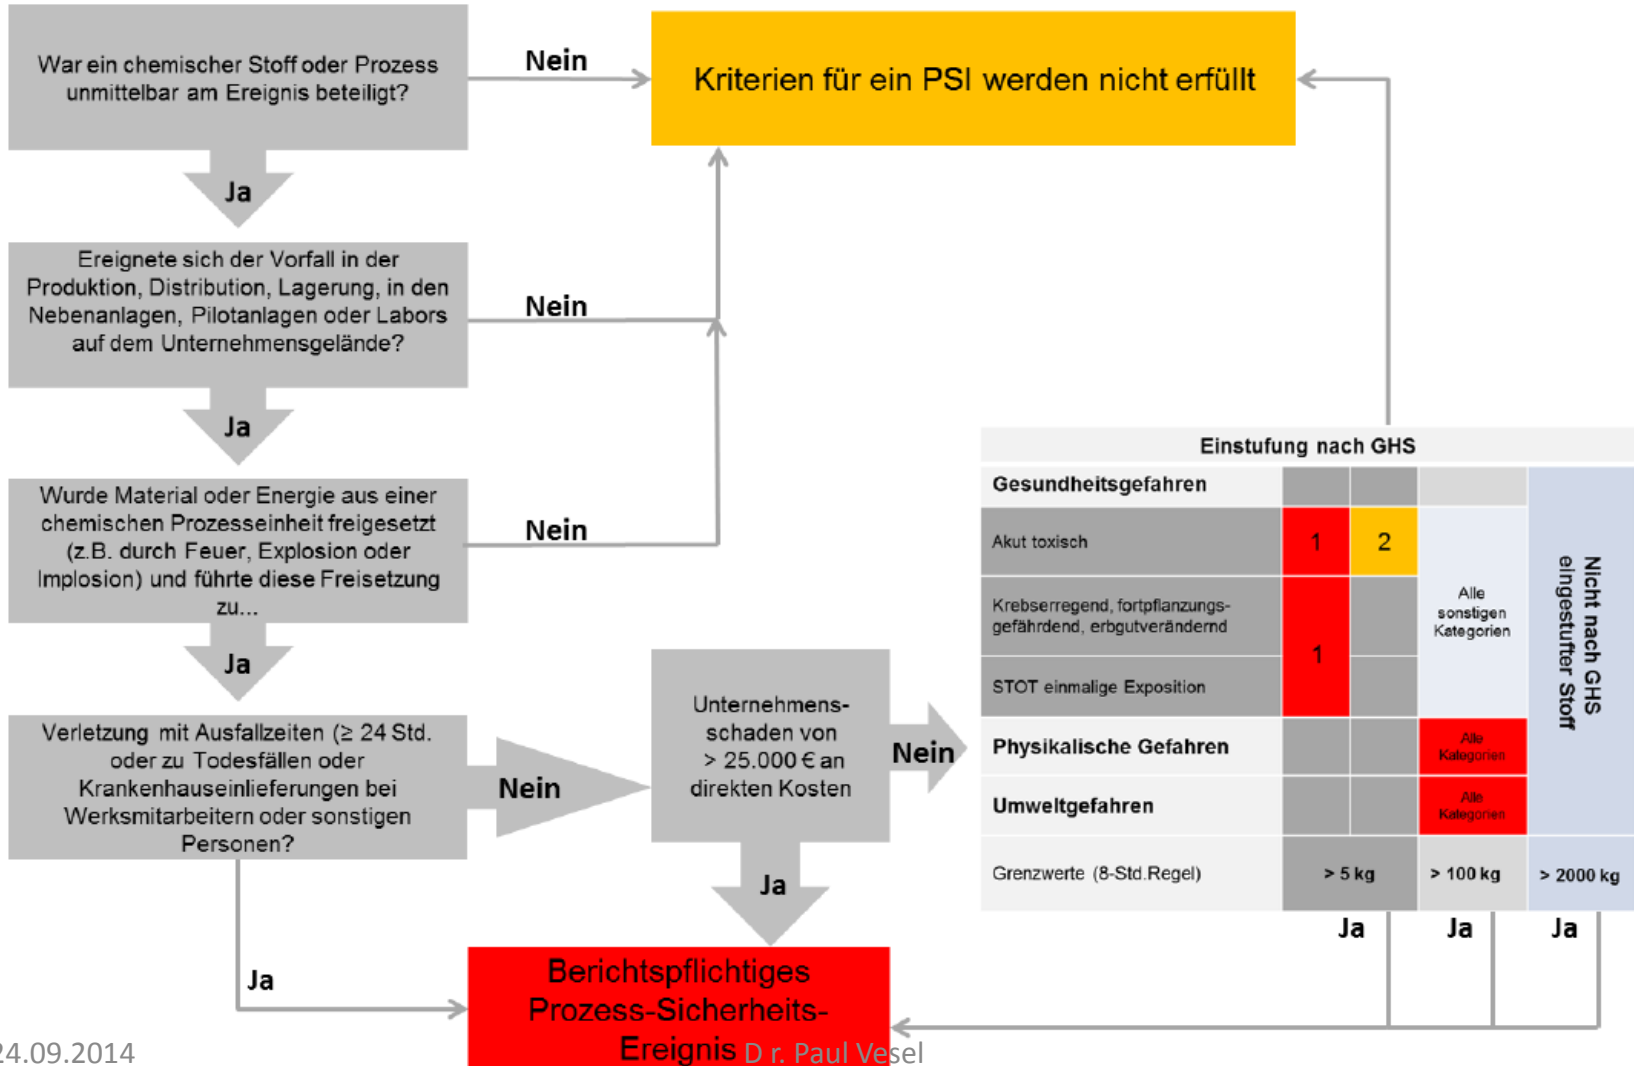 War ein chemischer Stoff oder Prozess
unmittelbar am Ereignis beteiligt?
Nein
Kriterien für ein PSI werden nicht erfüllt
Ja
Ereignete sich der Vorfall in der
Produktion, Distribution, Lagerung, in den
Nebenanlagen, Pilotanlagen oder Labors
auf dem Unternehmensgelände?
Nein
Ja
Wurde Material oder Energie aus einer
chemischen Prozesseinheit freigesetzt
(z.B. durch Feuer, Explosion oder
Implosion) und führte diese Freisetzung
zu...
Nein
Ja
Verletzung mit Ausfallzeiten (≥ 24 Std.
oder zu Todesfällen oder
Krankenhauseinlieferungen bei
Werksmitarbeitern oder sonstigen
Personen?
Nein
Ja
Unternehmens-
schaden von
> 25.000 € an
direkten Kosten
Nein
Ja
Einstufung nach GHS
Gesundheitsgefahren
Akut toxisch
1
2
Krebserregend, fortpflanzungs-
gefährdend, erbgutverändernd
1
STOT einmalige Exposition
Alle
sonstigen
Kategorien
Nicht nach GHS
eingestufter Stoff
Physikalische Gefahren
Alle
Kategorien
Umweltgefahren
Alle
Kategorien
Grenzwerte (8-Std.Regel)
> 5 kg
> 100 kg
> 2000 kg
Ja
Ja
Ja
Berichtspflichtiges
Prozess-Sicherheits-
Ereignis
24.09.2014
D r. Paul Vesel